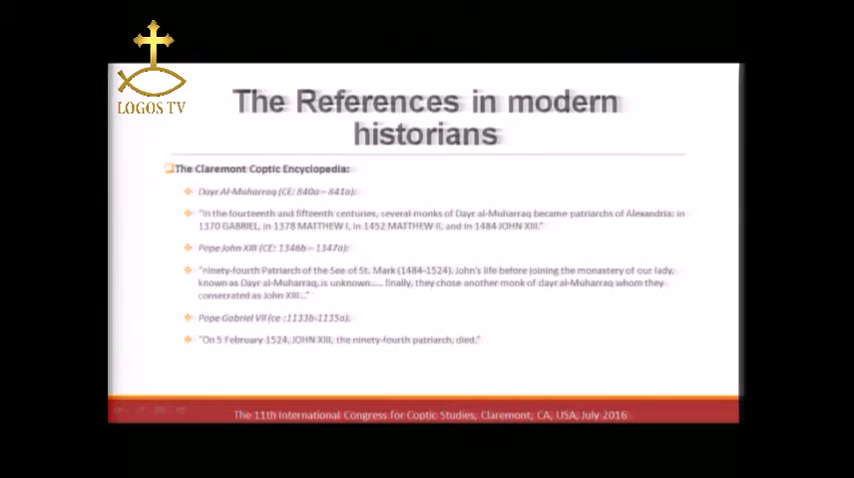 LOGOS TV
The References in modern
historians
The Claremont Coptic Encyclopedia:
Dayr Al-Muharraq (CE: 840a – 841a):
"In the fourteenth and fifteenth centuries, several monks of Dayr al-Muharraq became patriarchs of Alexandria: in
1370 GABRIEL, in 1378 MATTHEW I, in 1452 MATTHEW II, and in 1484 JOHN XIII."
Pope John XIII (CE: 1346b – 1347a):
"ninety-fourth Patriarch of the See of St. Mark (1484-1524). John's life before joining the monastery of our lady,
known as Dayr al-Muharraq, is unknown..... finally, they chose another monk of dayr al-Muharraq whom they
consecrated as John XIII..."
Pope Gabriel VII (ce :1133b-1135a):
"On 5 February 1524, JOHN XIII, the ninety-fourth patriarch, died."
The 11th International Congress for Coptic Studies, Claremont, CA, USA, July 2016